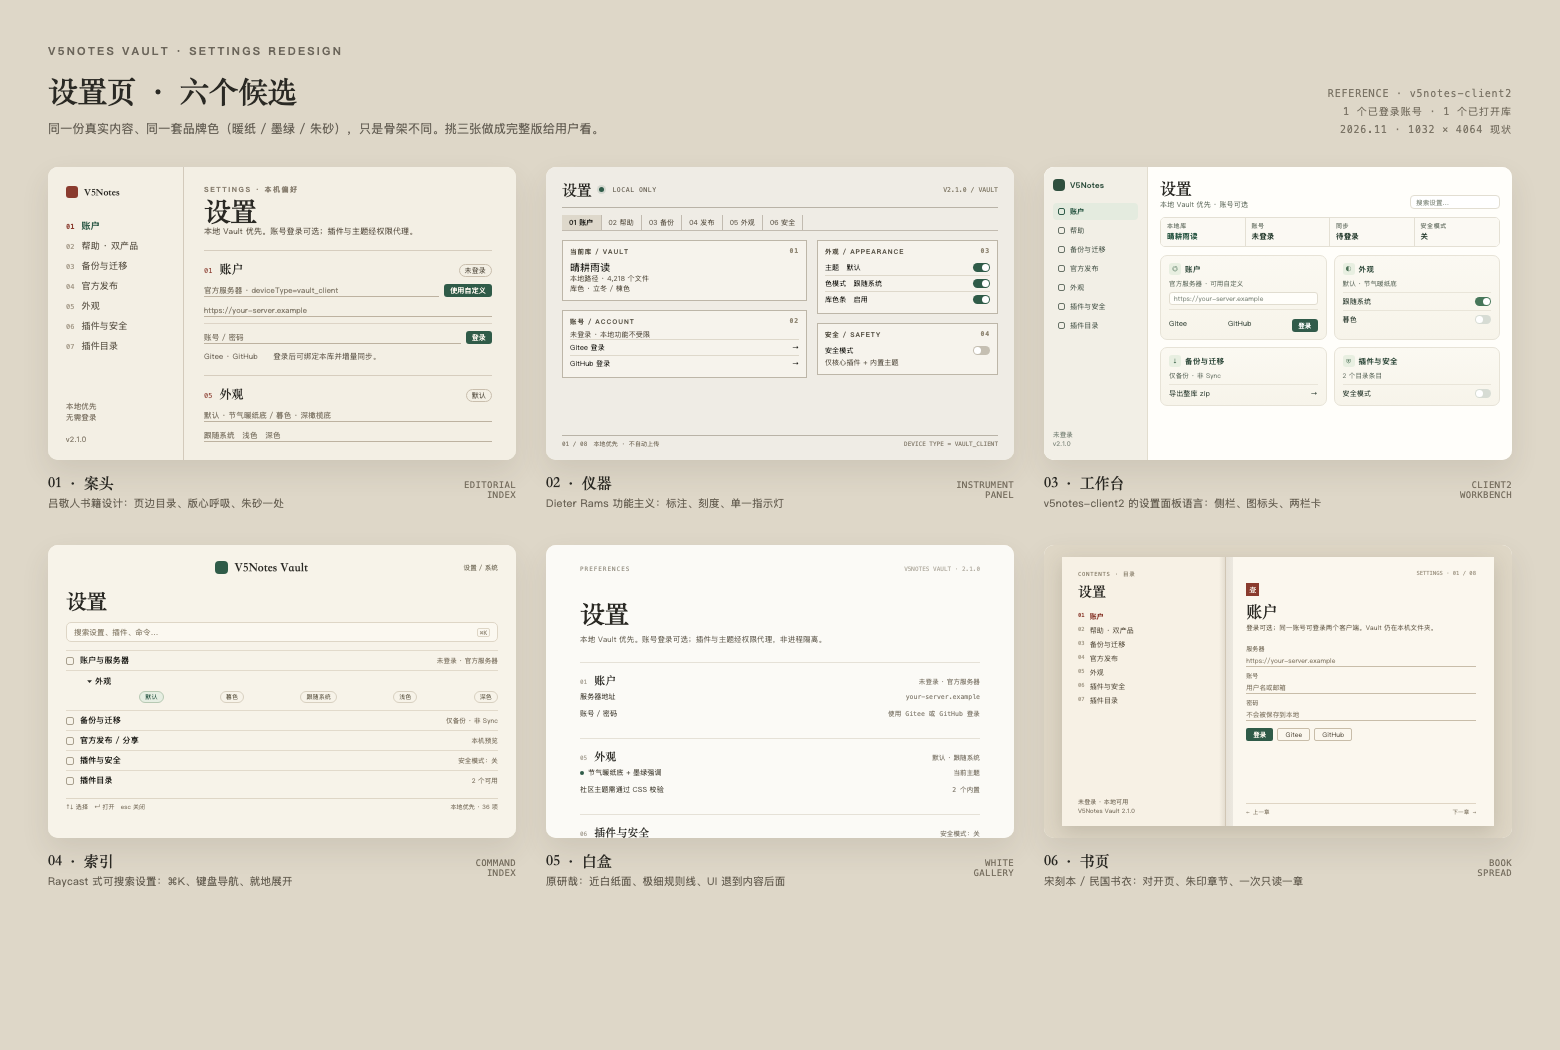 V5NOTES VAULT · SETTINGS REDESIGN
设置页 · 六个候选
同一份真实内容、同一套品牌色（暖纸 / 墨绿 / 朱砂），只是骨架不同。挑三张做成完整版给用户看。
REFERENCE · v5notes-client2
1 个已登录账号 · 1 个已打开库
2026.11 · 1032 × 4064 现状
V5Notes
01 账户
02 帮助 · 双产品
03 备份与迁移
04 官方发布
05 外观
06 插件与安全
07 插件目录
本地优先
无需登录
v2.1.0
SETTINGS · 本机偏好
设置
本地 Vault 优先。账号登录可选；插件与主题经权限代理。
01 账户 未登录
官方服务器 · deviceType=vault_client 使用自定义
https://your-server.example
账号 / 密码 登录
Gitee · GitHub 登录后可绑定本库并增量同步。
05 外观 默认
默认 · 节气暖纸底 / 暮色 · 深橄榄底
跟随系统 浅色 深色
01 · 案头
吕敬人书籍设计：页边目录、版心呼吸、朱砂一处
EDITORIAL
INDEX
设置 LOCAL ONLY V2.1.0 / VAULT
01 账户 02 帮助 03 备份 04 发布 05 外观 06 安全
当前库 / VAULT 01
晴耕雨读
本地路径 · 4,218 个文件
库色 · 立冬 / 楝色
账号 / ACCOUNT 02
未登录 · 本地功能不受限
Gitee 登录 →
GitHub 登录 →
外观 / APPEARANCE 03
主题 默认
色模式 跟随系统
库色条 启用
安全 / SAFETY 04
安全模式
仅核心插件 + 内置主题
01 / 08 本地优先 · 不自动上传 DEVICE TYPE = VAULT_CLIENT
02 · 仪器
Dieter Rams 功能主义：标注、刻度、单一指示灯
INSTRUMENT
PANEL
V5Notes
账户
帮助
备份与迁移
官方发布
外观
插件与安全
插件目录
未登录
v2.1.0
设置
本地 Vault 优先 · 账号可选
搜索设置…
本地库 账号 同步 安全模式
晴耕雨读 未登录 待登录 关
账户
官方服务器 · 可用自定义
https://your-server.example
Gitee GitHub 登录
外观
默认 · 节气暖纸底
跟随系统
暮色
备份与迁移
仅备份 · 非 Sync
导出整库 zip →
插件与安全
2 个目录条目
安全模式
03 · 工作台
v5notes-client2 的设置面板语言：侧栏、图标头、两栏卡
CLIENT2
WORKBENCH
V5Notes Vault
设置 / 系统
设置
搜索设置、插件、命令… ⌘K
账户与服务器 未登录 · 官方服务器
▾ 外观
默认 暮色 跟随系统 浅色 深色
备份与迁移 仅备份 · 非 Sync
官方发布 / 分享 本机预览
插件与安全 安全模式：关
插件目录 2 个可用
↑↓ 选择 ↵ 打开 esc 关闭 本地优先 · 36 项
04 · 索引
Raycast 式可搜索设置：⌘K、键盘导航、就地展开
COMMAND
INDEX
PREFERENCES V5NOTES VAULT · 2.1.0
设置
本地 Vault 优先。账号登录可选；插件与主题经权限代理，非进程隔离。
01 账户 未登录 · 官方服务器
服务器地址 your-server.example
账号 / 密码 使用 Gitee 或 GitHub 登录
05 外观 默认 · 跟随系统
节气暖纸底 + 墨绿强调 当前主题
社区主题需通过 CSS 校验 2 个内置
06 插件与安全 安全模式：关
05 · 白盒
原研哉：近白纸面、极细规则线、UI 退到内容后面
WHITE
GALLERY
CONTENTS · 目录
设置
01 账户
02 帮助 · 双产品
03 备份与迁移
04 官方发布
05 外观
06 插件与安全
07 插件目录
未登录 · 本地可用
V5Notes Vault 2.1.0
SETTINGS · 01 / 08
壹
账户
登录可选；同一账号可登录两个客户端。Vault 仍在本机文件夹。
服务器
https://your-server.example
账号
用户名或邮箱
密码
不会被保存到本地
登录 Gitee GitHub
← 上一章 下一章 →
06 · 书页
宋刻本 / 民国书衣：对开页、朱印章节、一次只读一章
BOOK
SPREAD